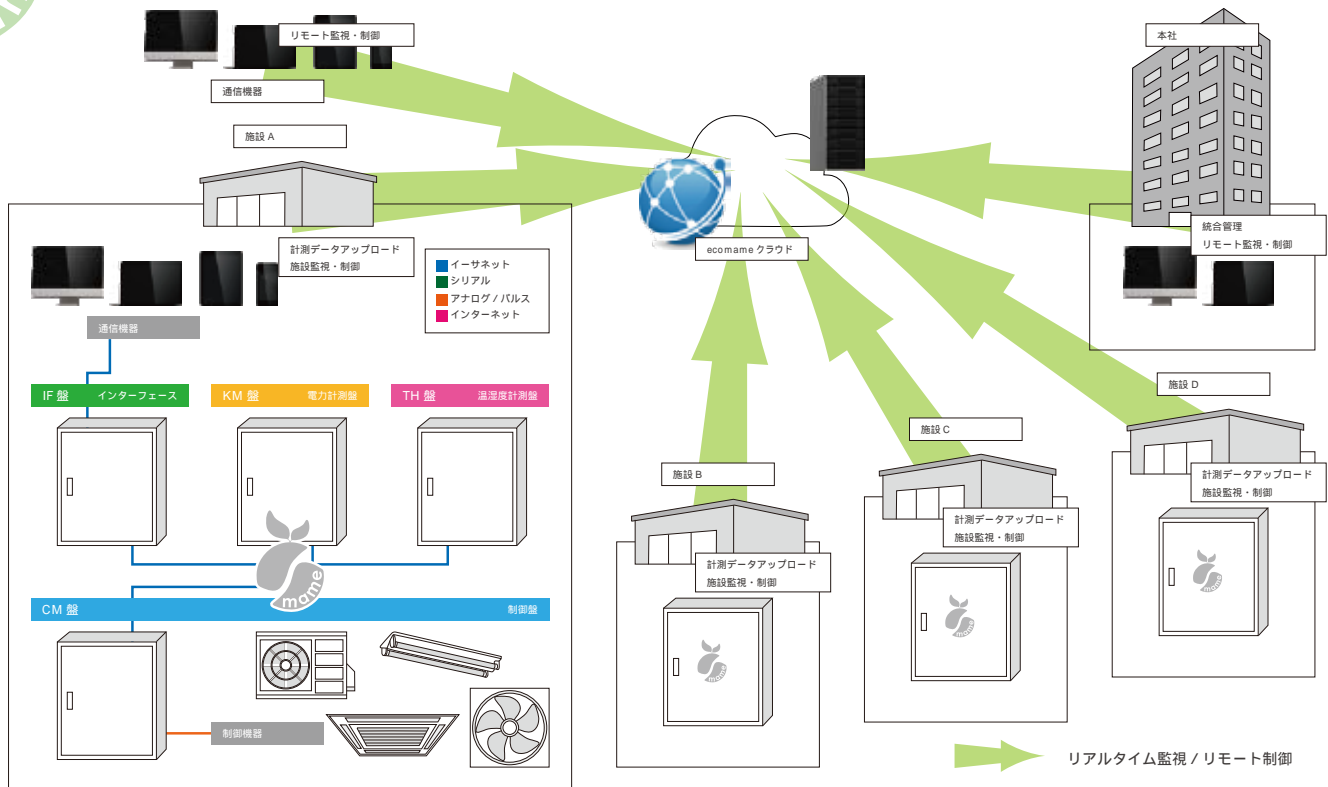 リモート監視・制御
通信機器
施設 A
計測データアップロード
施設監視・制御
イーサネット
シリアル
アナログ / パルス
インターネット
通信機器
IF 盤 インターフェース
KM 盤 電力計測盤
TH 盤 温湿度計測盤
mame
CM 盤 制御盤
制御機器
ecomame クラウド
本社
統合管理
リモート監視・制御
施設 B
計測データアップロード
施設監視・制御
mame
施設 C
計測データアップロード
施設監視・制御
mame
施設 D
計測データアップロード
施設監視・制御
mame
リアルタイム監視 / リモート制御